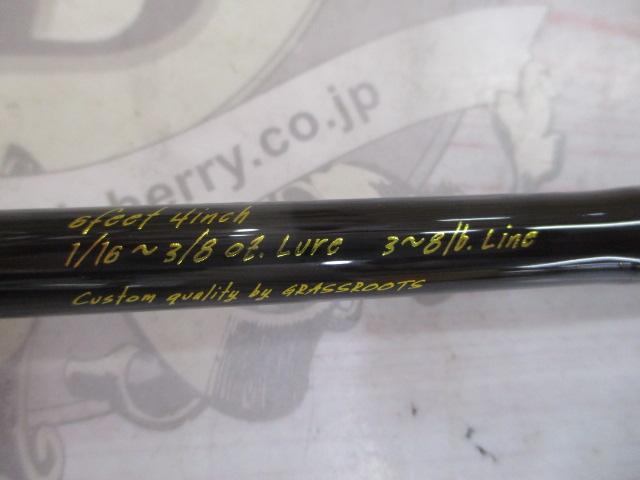 berry.co.jp
6feet 4inch
1/16~3/8 oz. Lure 3~8lb. Line
Custom quality by GRASSROOTS